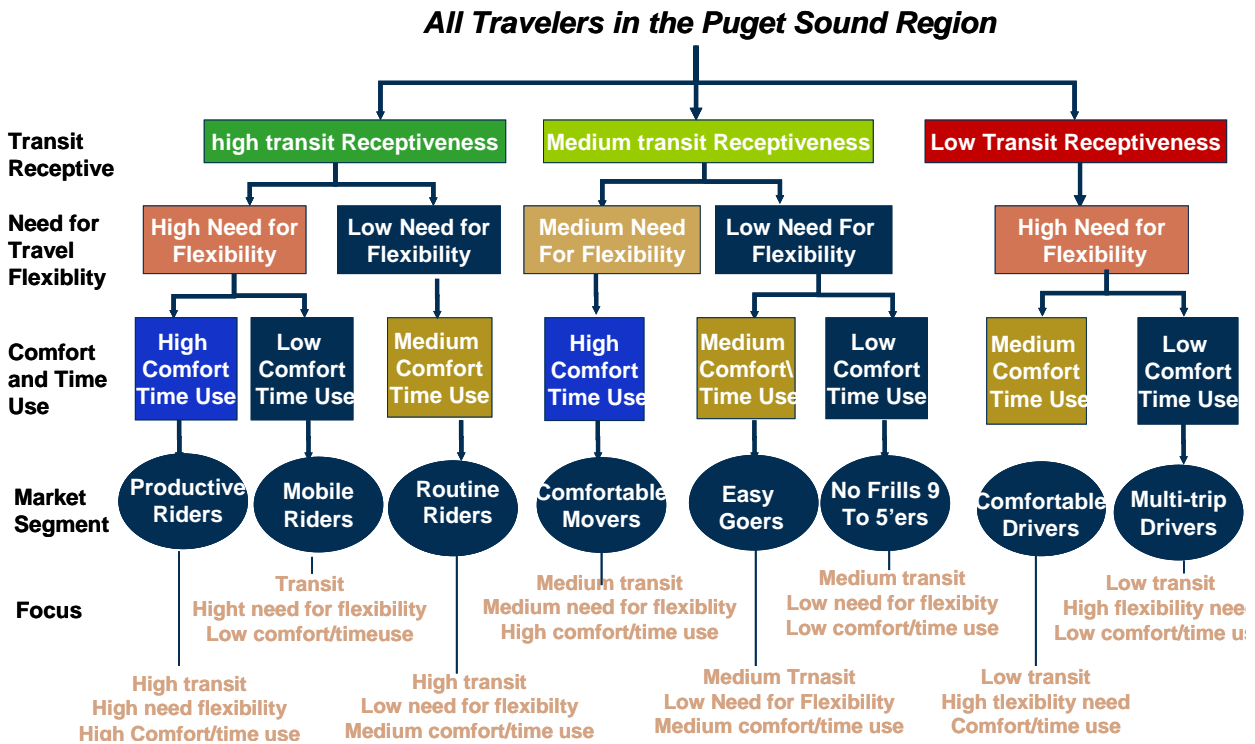 All Travelers in the Puget Sound Region
Transit
Receptive
high transit Receptiveness
Medium transit Receptiveness
Low Transit Receptiveness
Need for
Travel
Flexiblity
High Need for
Flexibility
Low Need for
Flexibility
Medium Need
For Flexibility
Low Need For
Flexibility
High Need for
Flexibility
Comfort
and Time
Use
High
Comfort
Time Use
Low
Comfort
Time Use
Medium
Comfort
Time Use
High
Comfort
Time Use
Medium
Comfort\
Time Use
Low
Comfort
Time Use
Medium
Comfort
Time Use
Low
Comfort
Time Use
Market
Segment
Productive
Riders
Mobile
Riders
Routine
Riders
Comfortable
Movers
Easy
Goers
No Frills 9
To 5’ers
Comfortable
Drivers
Multi-trip
Drivers
Focus
Transit
Hight need for flexibility
Low comfort/timeuse
Medium transit
Medium need for flexiblity
High comfort/time use
Medium transit
Low need for flexibity
Low comfort/time use
Low transit
High flexibility need
Low comfort/time us
High transit
High need flexibility
High Comfort/time use
High transit
Low need for flexibilty
Medium comfort/time use
Medium Trnasit
Low Need for Flexibility
Medium comfort/time use
Low transit
High tlexiblity need
Comfort/time use